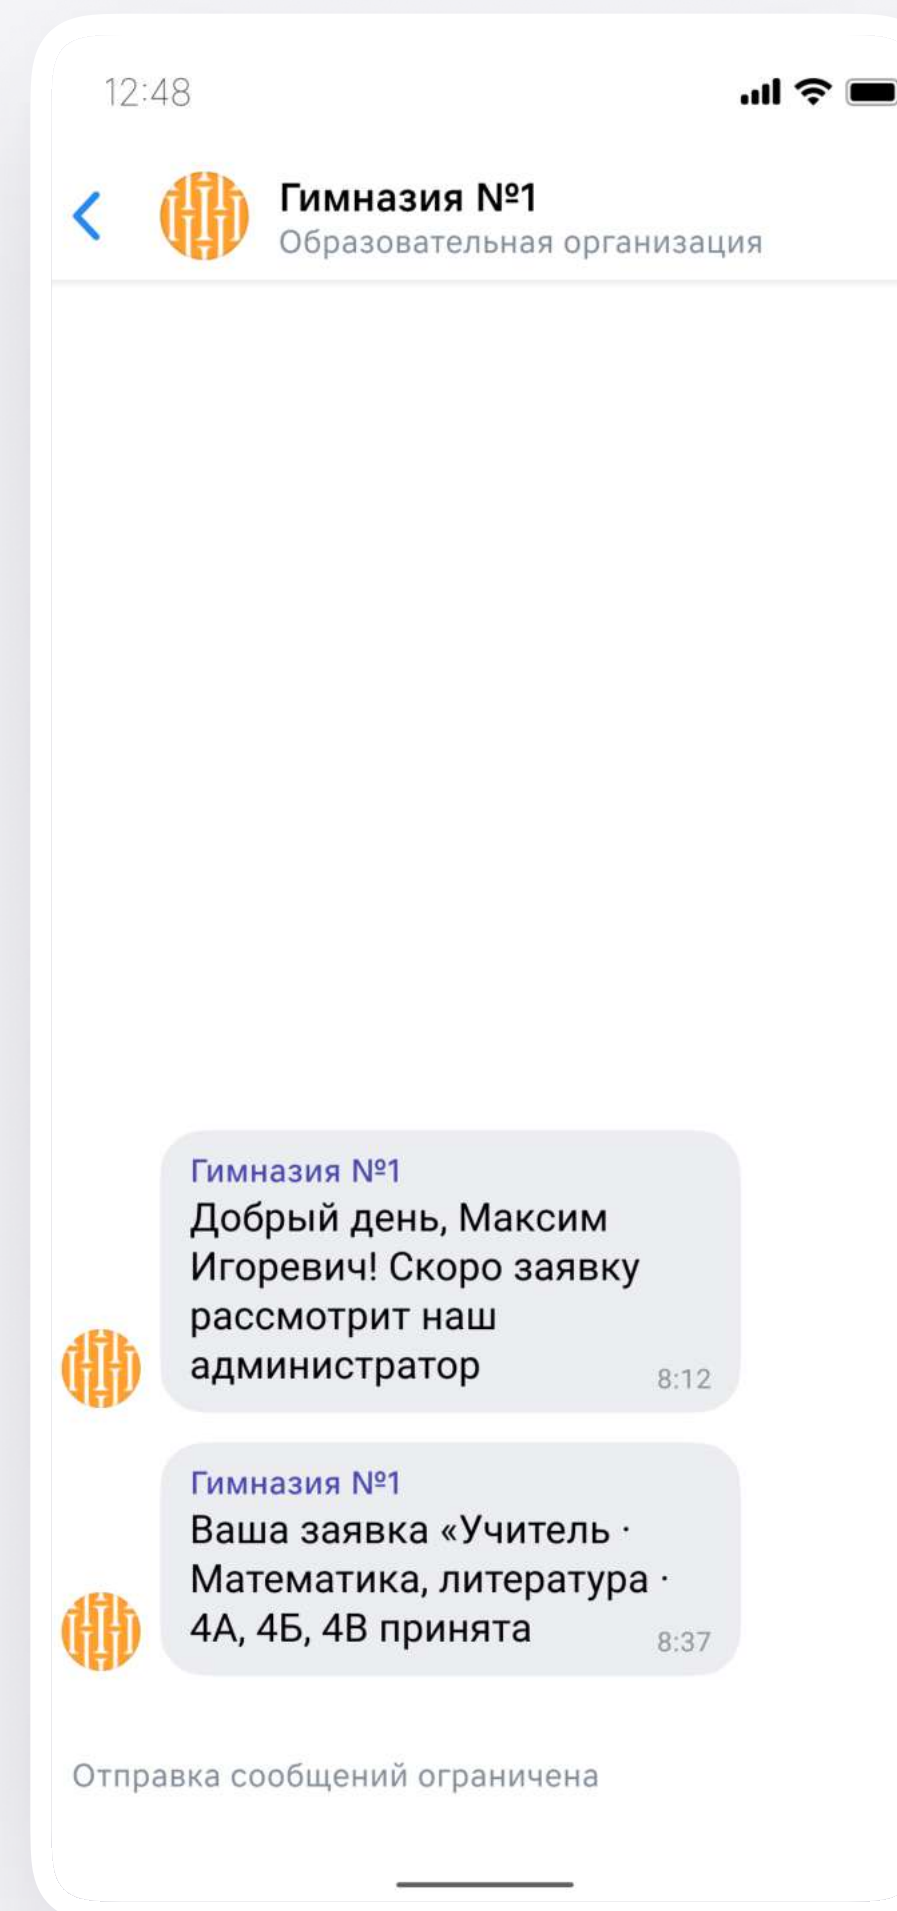 12:48
Гимназия №1
Образовательная организация
Гимназия №1
Добрый день, Максим
Игоревич! Скоро заявку
рассмотрит наш
администратор
8:12
Гимназия №1
Ваша заявка «Учитель ·
Математика, литература ·
4А, 4Б, 4В принята
8:37
Отправка сообщений ограничена